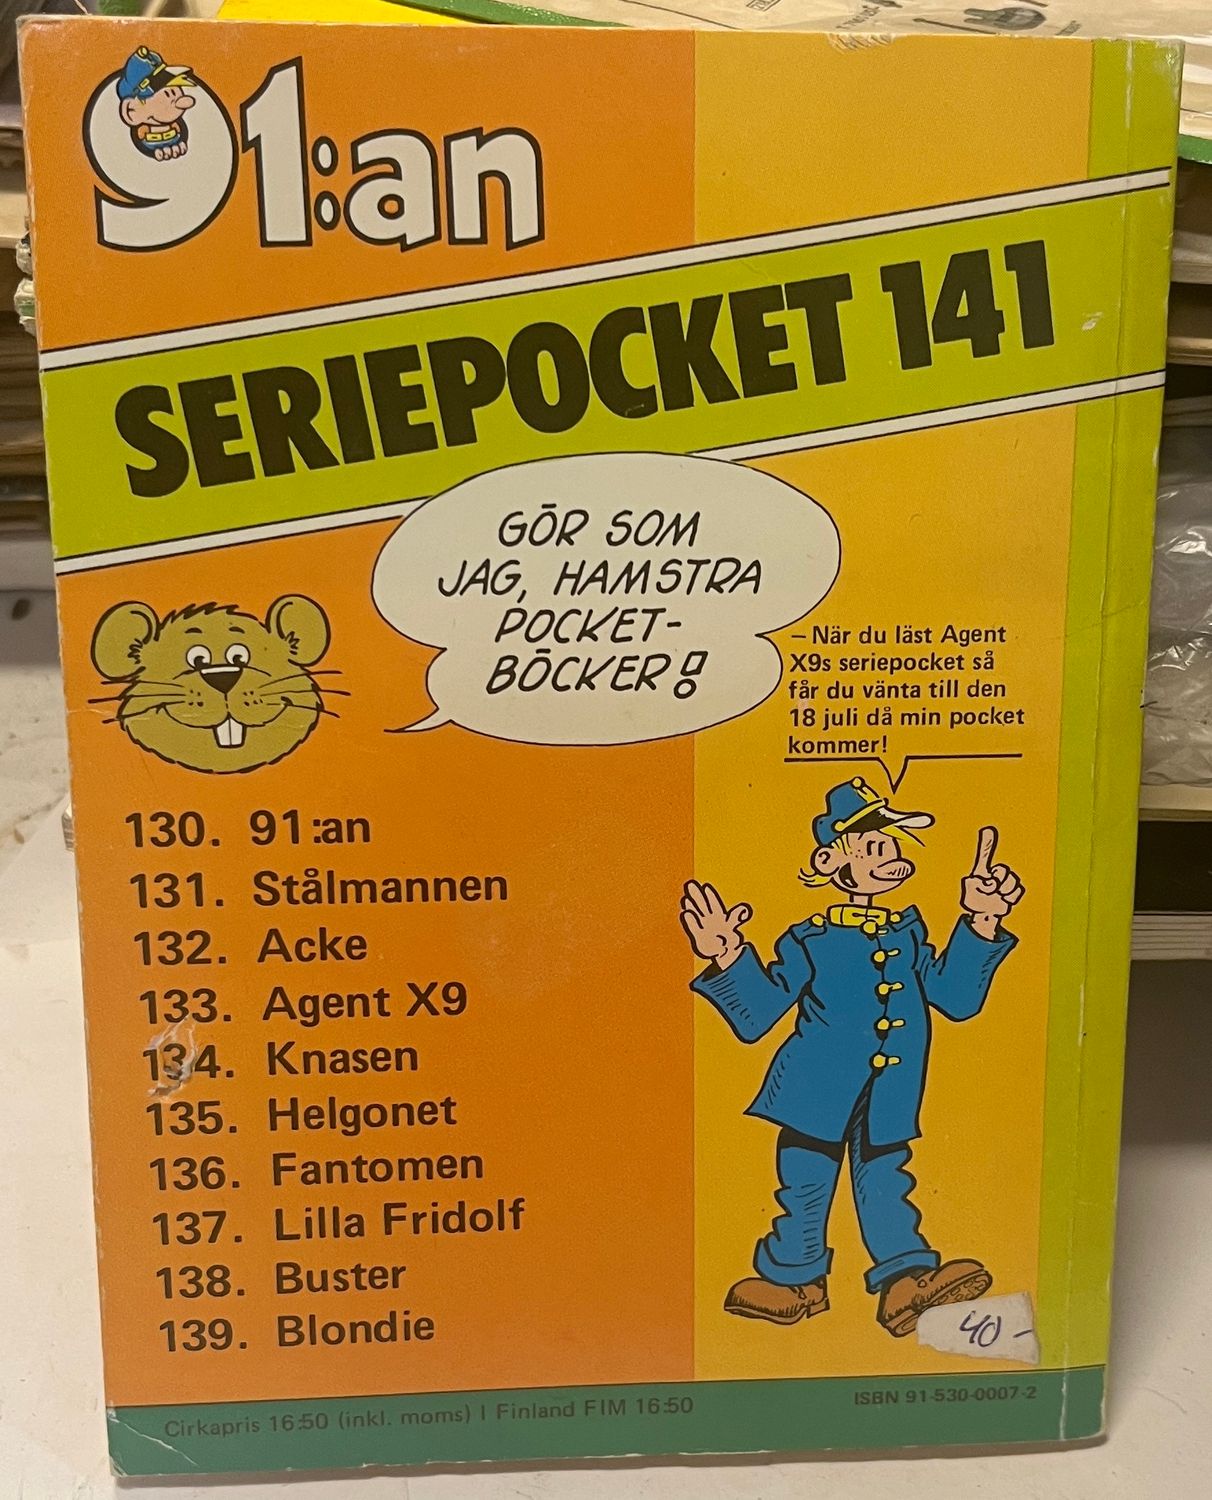 91:an
SERIEPOCKET 141
GÖR SOM
JAG, HAMSTRA
POCKET-
BÖCKER!
– När du läst Agent
X9s seriepocket så
får du vänta till den
18 juli då min pocket
kommer!
130. 91:an
131. Stålmannen
132. Acke
133. Agent X9
134. Knasen
135. Helgonet
136. Fantomen
137. Lilla Fridolf
138. Buster
139. Blondie
40-
Cirkapris 16:50 (inkl. moms) I Finland FIM 16:50
ISBN 91-530-0007-2